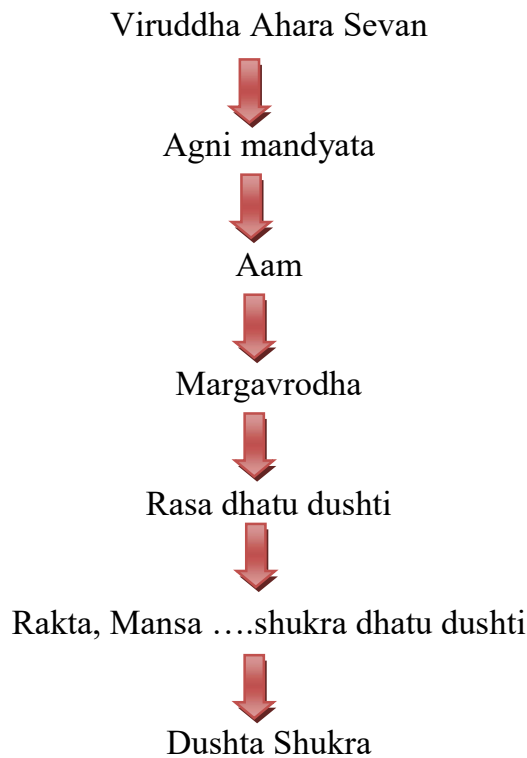 Viruddha Ahara Sevan
Agni mandyata
Aam
Margavrodha
Rasa dhatu dushti
Rakta, Mansa ....shukra dhatu dushti
Dushta Shukra